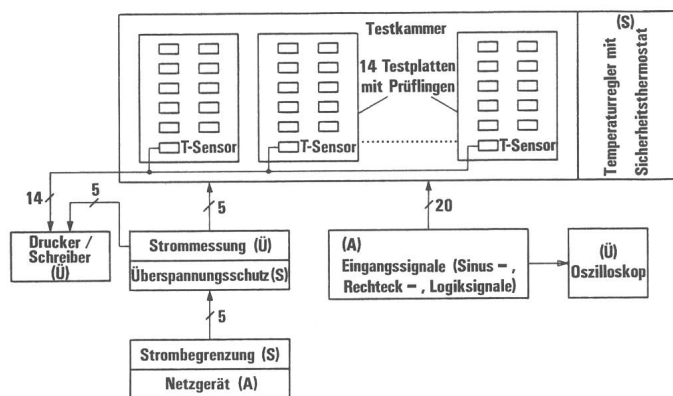 Testkammer
14 Testplatten
mit Prüflingen
T-Sensor
T-Sensor
T-Sensor
(S)
Temperaturregler mit
Sicherheitsthermostat
14
5
5
20
Drucker /
Schreiber
(Ü)
Strommessung (Ü)
Überspannungsschutz (S)
(A)
Eingangssignale (Sinus – ,
Rechteck – , Logiksignale)
(Ü)
Oszilloskop
5
Strombegrenzung (S)
Netzgerät (A)